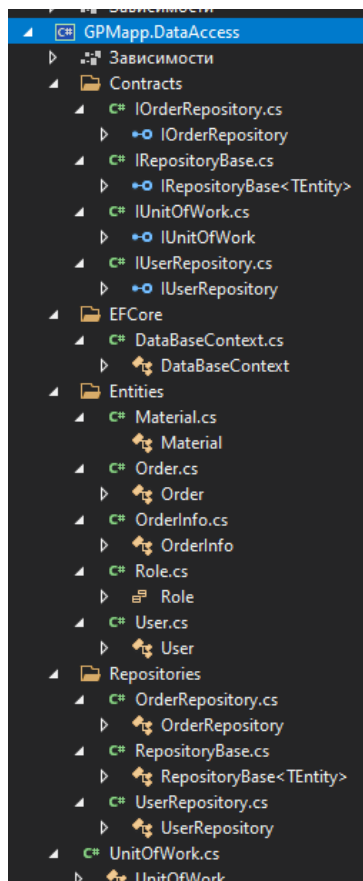 Зависимости
C# GPMapp.DataAccess
Зависимости
Contracts
C# IOrderRepository.cs
IOrderRepository
C# IRepositoryBase.cs
IRepositoryBase<TEntity>
C# IUnitOfWork.cs
IUnitOfWork
C# IUserRepository.cs
IUserRepository
EFCore
C# DataBaseContext.cs
DataBaseContext
Entities
C# Material.cs
Material
C# Order.cs
Order
C# OrderInfo.cs
OrderInfo
C# Role.cs
Role
C# User.cs
User
Repositories
C# OrderRepository.cs
OrderRepository
C# RepositoryBase.cs
RepositoryBase<TEntity>
C# UserRepository.cs
UserRepository
C# UnitOfWork.cs
UnitOfWork